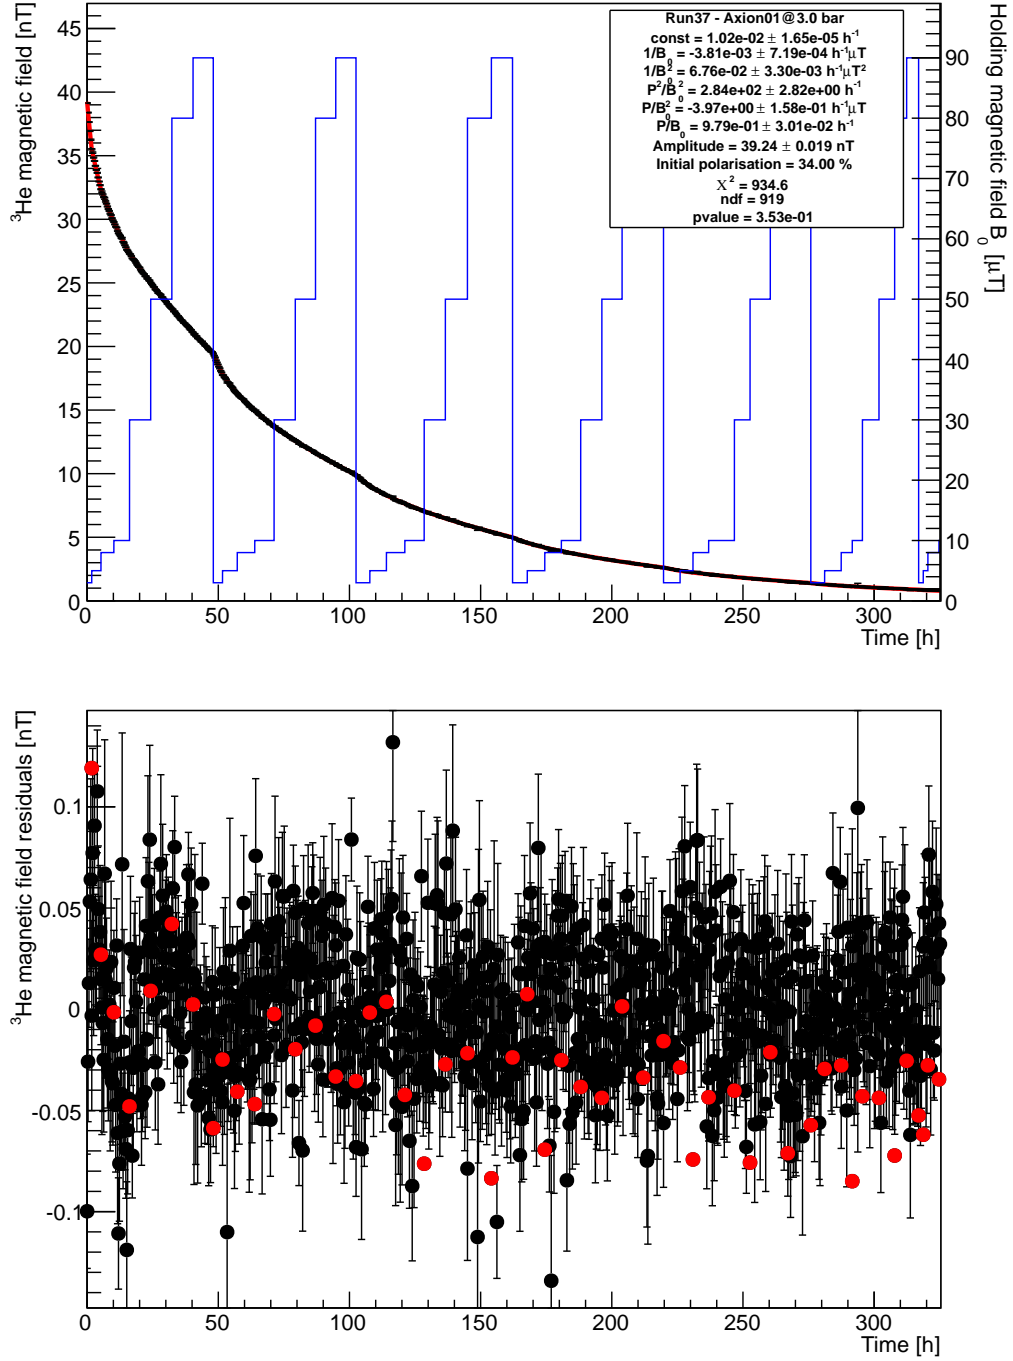 Run37 - Axion01@3.0 bar
const = 1.02e-02 ± 1.65e-05 h⁻¹
1/B₀ = -3.81e-03 ± 7.19e-04 h⁻¹μT
1/B₀² = 6.76e-02 ± 3.30e-03 h⁻¹μT²
P²/B₀² = 2.84e+02 ± 2.82e+00 h⁻¹
P/B₀² = -3.97e+00 ± 1.58e-01 h⁻¹μT
P/B₀ = 9.79e-01 ± 3.01e-02 h⁻¹
Amplitude = 39.24 ± 0.019 nT
Initial polarisation = 34.00 %
Χ² = 934.6
ndf = 919
pvalue = 3.53e-01
³He magnetic field [nT]
45
40
35
30
25
20
15
10
5
0
Holding magnetic field B₀ [μT]
90
80
70
60
50
40
30
20
10
0
0 50 100 150 200 250 300
Time [h]
³He magnetic field residuals [nT]
0.1
0.05
0
-0.05
-0.1
0 50 100 150 200 250 300
Time [h]